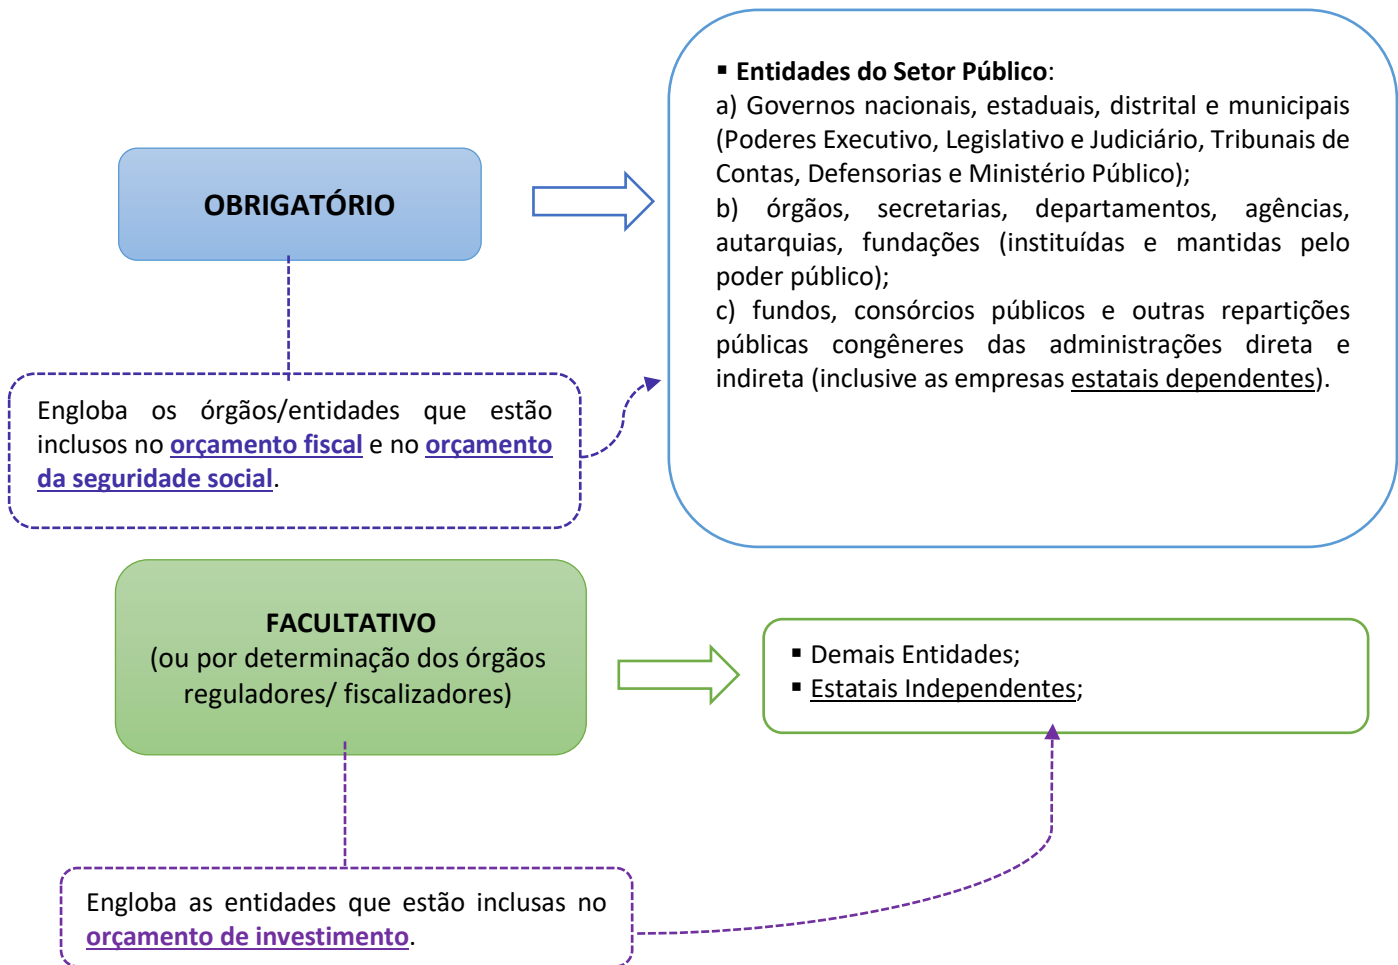 OBRIGATÓRIO
▪ Entidades do Setor Público:
a) Governos nacionais, estaduais, distrital e municipais
(Poderes Executivo, Legislativo e Judiciário, Tribunais de
Contas, Defensorias e Ministério Público);
b) órgãos, secretarias, departamentos, agências,
autarquias, fundações (instituídas e mantidas pelo
poder público);
c) fundos, consórcios públicos e outras repartições
públicas congêneres das administrações direta e
indireta (inclusive as empresas estatais dependentes).
Engloba os órgãos/entidades que estão
inclusos no orçamento fiscal e no orçamento
da seguridade social.
FACULTATIVO
(ou por determinação dos órgãos
reguladores/ fiscalizadores)
▪ Demais Entidades;
▪ Estatais Independentes;
Engloba as entidades que estão inclusas no
orçamento de investimento.